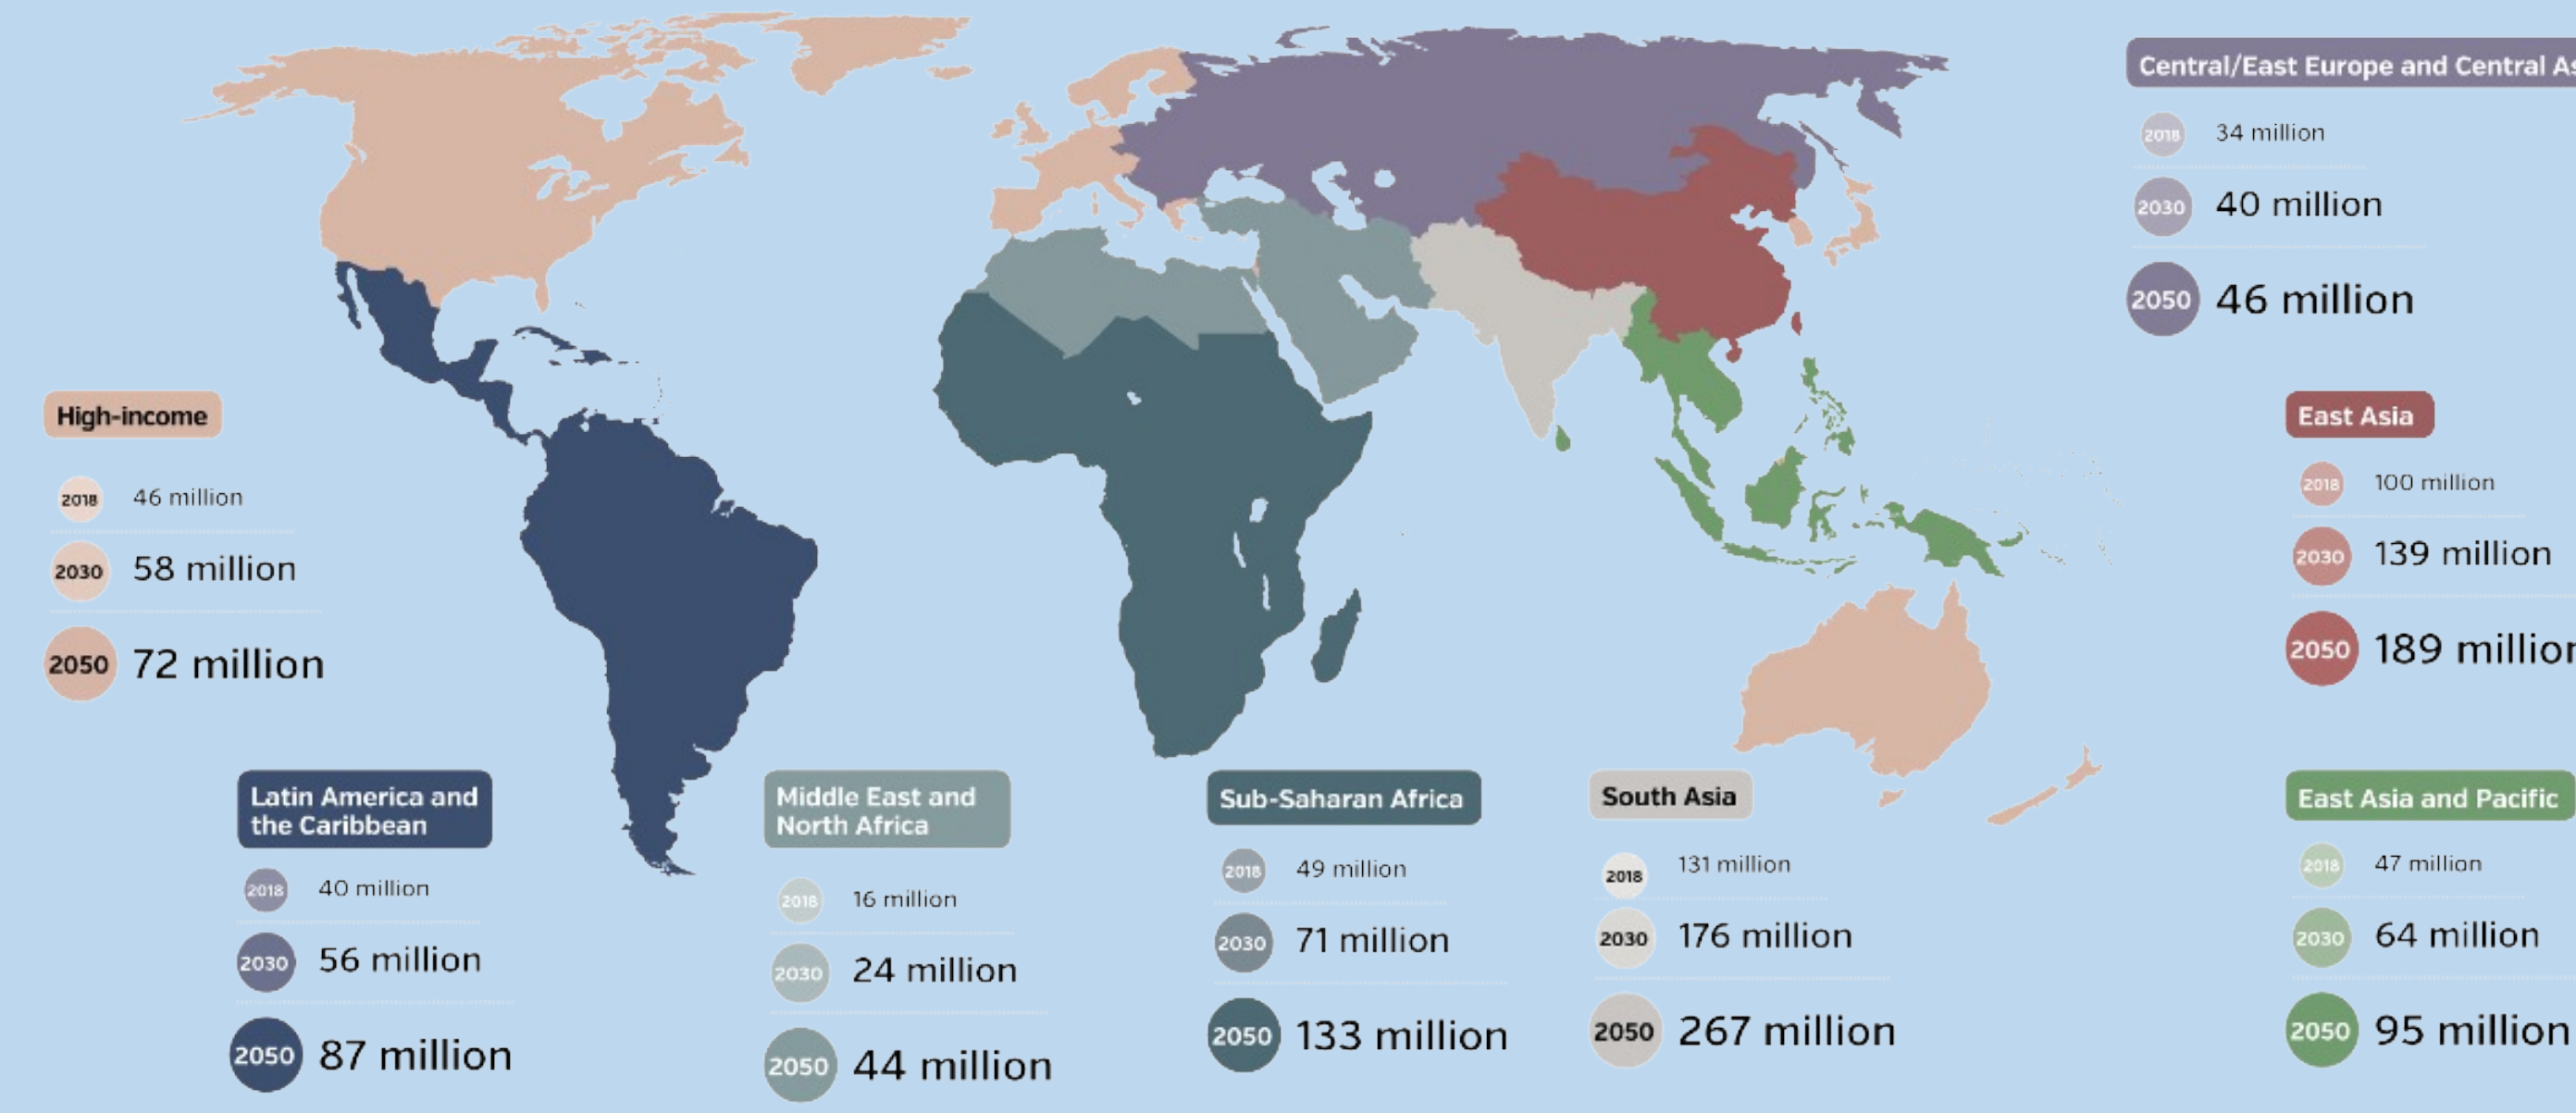 Central/East Europe and Central As
2018 34 million
2030 40 million
2050 46 million
High-income
2018 46 million
2030 58 million
2050 72 million
East Asia
2018 100 million
2030 139 million
2050 189 million
Latin America and
the Caribbean
2018 40 million
2030 56 million
2050 87 million
Middle East and
North Africa
2018 16 million
2030 24 million
2050 44 million
Sub-Saharan Africa
2018 49 million
2030 71 million
2050 133 million
South Asia
2018 131 million
2030 176 million
2050 267 million
East Asia and Pacific
2018 47 million
2030 64 million
2050 95 million